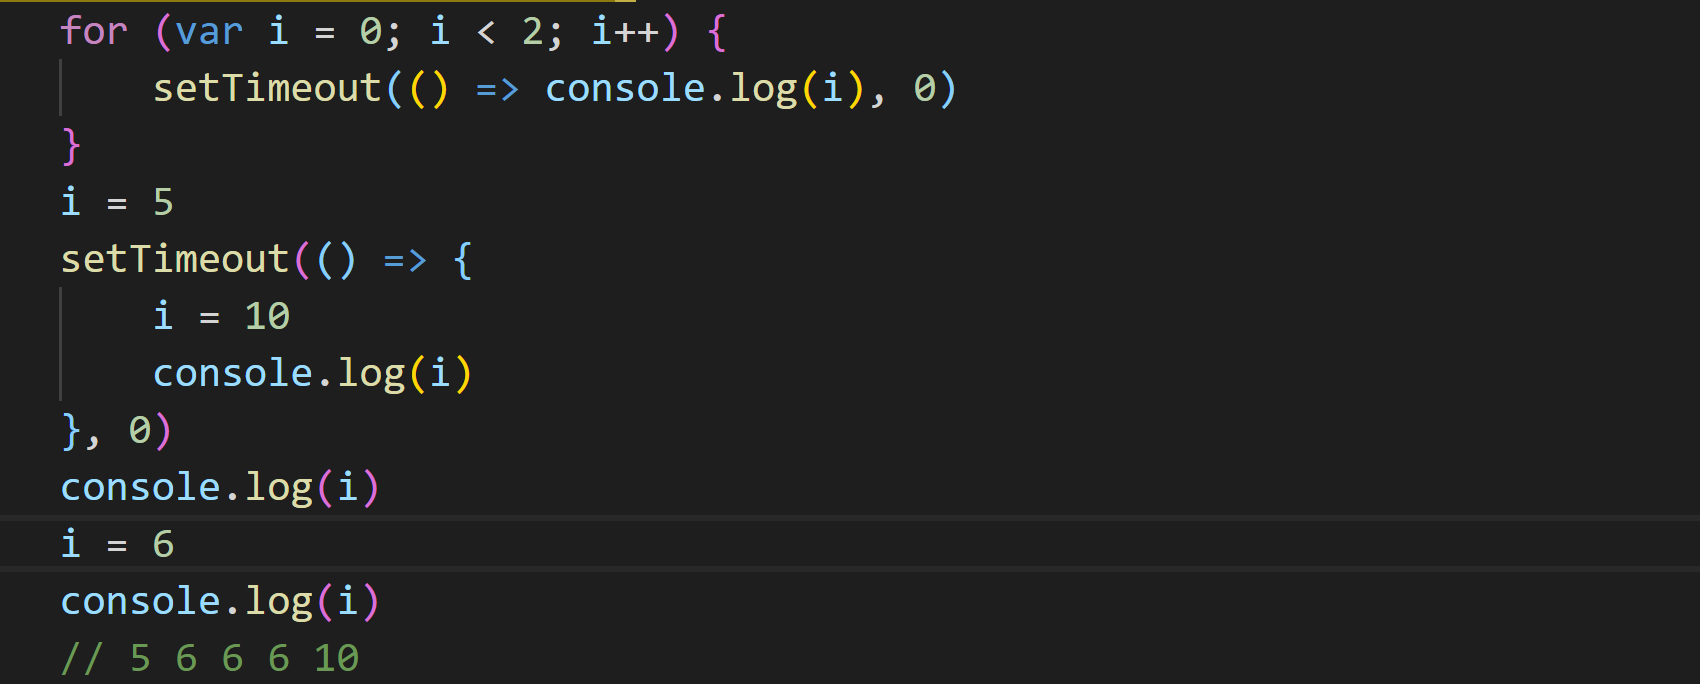 for (var i = 0; i < 2; i++) {
    setTimeout(() => console.log(i), 0)
}
i = 5
setTimeout(() => {
    i = 10
    console.log(i)
}, 0)
console.log(i)
i = 6
console.log(i)
// 5 6 6 6 10